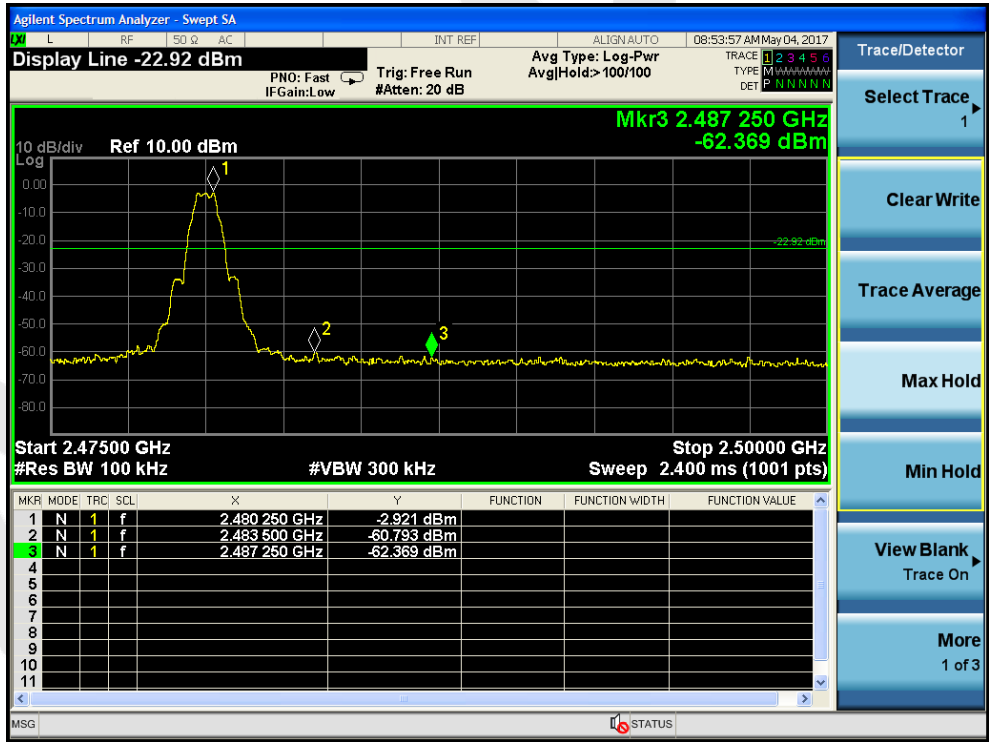 Agilent Spectrum Analyzer - Swept SA
LXI L RF 50 Ω AC INT REF ALIGN AUTO 08:53:57 AM May 04, 2017
Display Line -22.92 dBm
PNO: Fast
IFGain:Low
Trig: Free Run
#Atten: 20 dB
Avg Type: Log-Pwr
Avg|Hold:>100/100
TRACE 1 2 3 4 5 6
TYPE M
DET P N N N N N
Mkr3 2.487 250 GHz
-62.369 dBm
10 dB/div Ref 10.00 dBm
Log
1
0.00
-10.0
-20.0
-22.92 dBm
-30.0
-40.0
-50.0
2
3
-60.0
-70.0
-80.0
Start 2.47500 GHz Stop 2.50000 GHz
#Res BW 100 kHz #VBW 300 kHz Sweep 2.400 ms (1001 pts)
MKR MODE TRC SCL X Y FUNCTION FUNCTION WIDTH FUNCTION VALUE
1 N 1 f 2.480 250 GHz -2.921 dBm
2 N 1 f 2.483 500 GHz -60.793 dBm
3 N 1 f 2.487 250 GHz -62.369 dBm
4
5
6
7
8
9
10
11
MSG STATUS
Trace/Detector
Select Trace
1
Clear Write
Trace Average
Max Hold
Min Hold
View Blank
Trace On
More
1 of 3